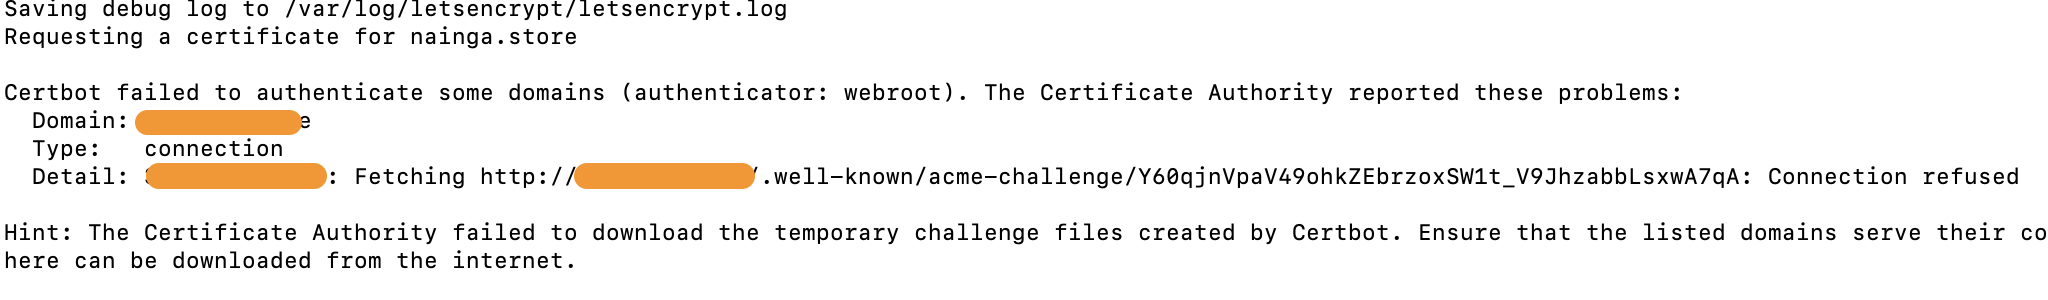 Saving debug log to /var/log/letsencrypt/letsencrypt.log
Requesting a certificate for nainga.store
Certbot failed to authenticate some domains (authenticator: webroot). The Certificate Authority reported these problems:
Domain: e
Type: connection
Detail: : Fetching http:// /.well-known/acme-challenge/Y60qjnVpaV49ohkZEbrzoxSW1t_V9JhzabbLsxwA7qA: Connection refused
Hint: The Certificate Authority failed to download the temporary challenge files created by Certbot. Ensure that the listed domains serve their co
here can be downloaded from the internet.